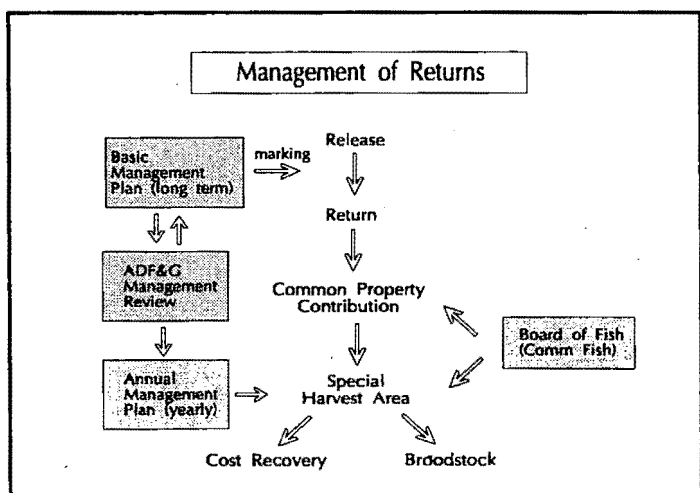 Management of Returns
Basic
Management
Plan (long term)
marking
Release
Return
ADF&G
Management
Review
Common Property
Contribution
Board of Fish
(Comm Fish)
Annual
Management
Plan (yearly)
Special
Harvest Area
Cost Recovery
Broodstock